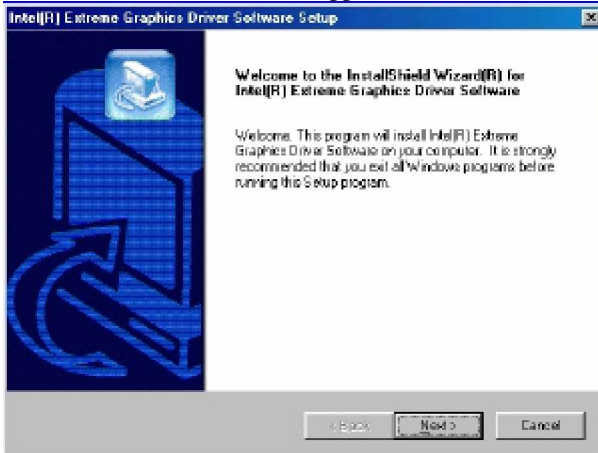 Intel(R) Extreme Graphics Driver Software Setup
Welcome to the InstallShield Wizard(R) for
Intel(R) Extreme Graphics Driver Software
Welcome. This program will install Intel(R) Extreme
Graphics Driver Software on your computer. It is strongly
recommended that you exit all Windows programs before
running this Setup program.
< Back
Next >
Cancel